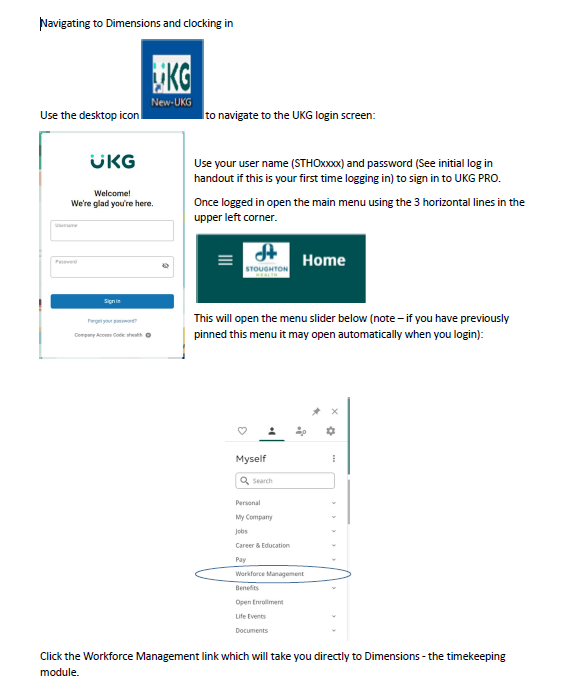 Navigating to Dimensions and clocking in
UKG
New-UKG
Use the desktop icon to navigate to the UKG login screen:
UKG
Welcome!
We're glad you're here.
Username
Password
Sign in
Forgot your password?
Company Access Code: shealth
Use your user name (STHOxxxx) and password (See initial log in
handout if this is your first time logging in) to sign in to UKG PRO.
Once logged in open the main menu using the 3 horizontal lines in the
upper left corner.
STOUGHTON
HEALTH
Home
This will open the menu slider below (note – if you have previously
pinned this menu it may open automatically when you login):
Myself
Search
Personal
My Company
Jobs
Career & Education
Pay
Workforce Management
Benefits
Open Enrollment
Life Events
Documents
Click the Workforce Management link which will take you directly to Dimensions - the timekeeping
module.